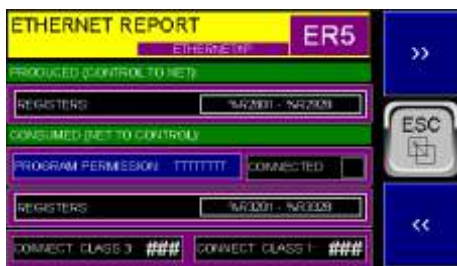 ETHERNET REPORT
ER5
ETHERNET/IP
>>
PRODUCED (CONTROL TO NET)
REGISTERS
%R2801 - %R2928
ESC
CONSUMED (NET TO CONTROL)
PROGRAM PERMISSION TTTTTTTT CONNECTED
REGISTERS
%R3201 - %R3328
<<
CONNECT CLASS 3 ### CONNECT CLASS 1 ###